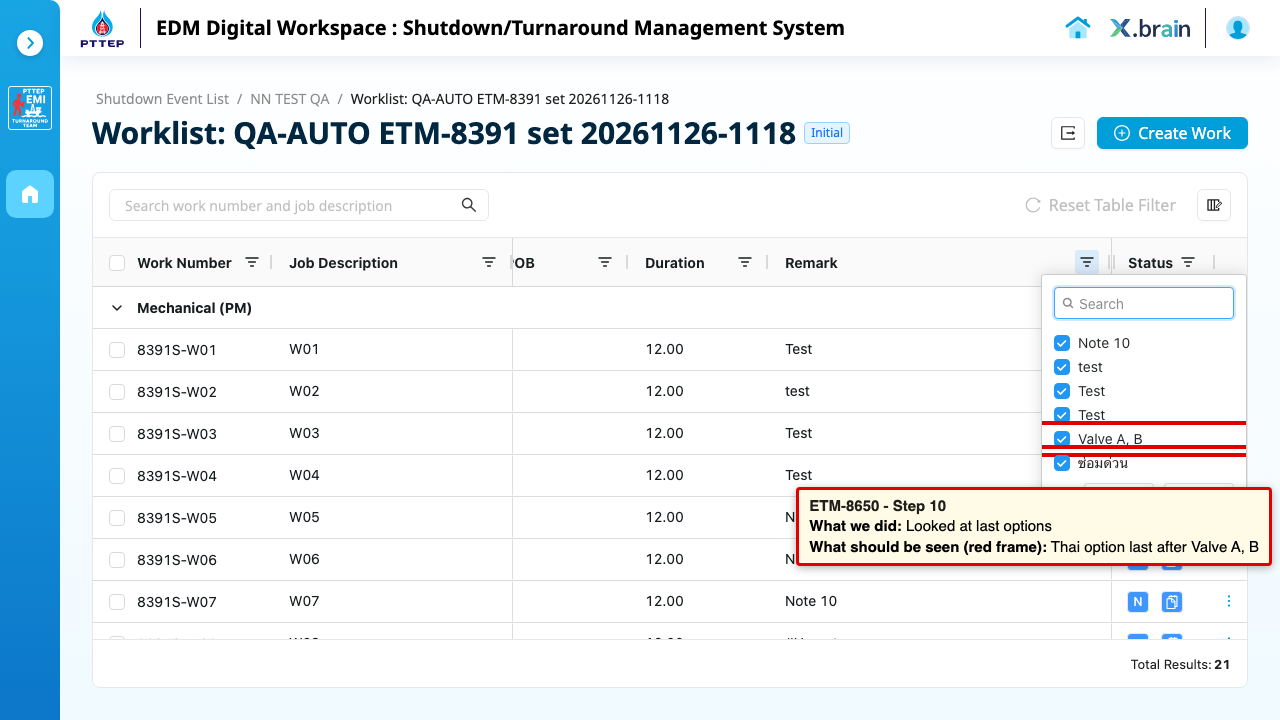 PTTEP
EDM Digital Workspace : Shutdown/Turnaround Management System
X.brain
PTTEP
EMI
TURNAROUND
TEAM
Shutdown Event List / NN TEST QA / Worklist: QA-AUTO ETM-8391 set 20261126-1118
Worklist: QA-AUTO ETM-8391 set 20261126-1118 Initial
Create Work
Search work number and job description
Reset Table Filter
Work Number Job Description OB Duration Remark Status
Mechanical (PM)
Search
Note 10
test
Test
Test
Valve A, B
ซ่อมด่วน
8391S-W01 W01 12.00 Test
8391S-W02 W02 12.00 test
8391S-W03 W03 12.00 Test
8391S-W04 W04 12.00 Test
8391S-W05 W05 12.00 N
8391S-W06 W06 12.00 N
8391S-W07 W07 12.00 Note 10 N
ETM-8650 - Step 10
What we did: Looked at last options
What should be seen (red frame): Thai option last after Valve A, B
Total Results: 21